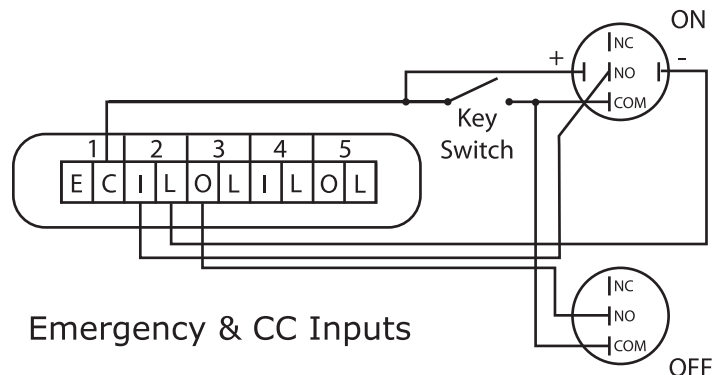 ON
NC
+ NO -
COM
Key
Switch
1 2 3 4 5
E C I L O L I L O L
NC
Emergency & CC Inputs NO
COM
OFF